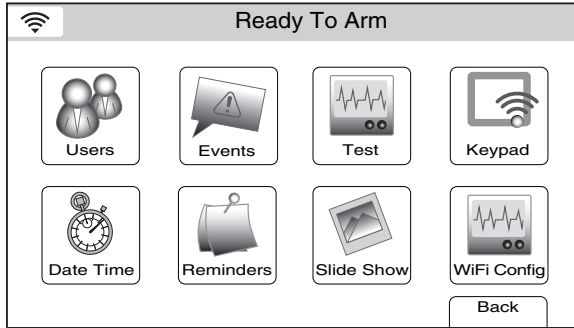 Ready To Arm
Users
Events
Test
Keypad
Date Time
Reminders
Slide Show
WiFi Config
Back